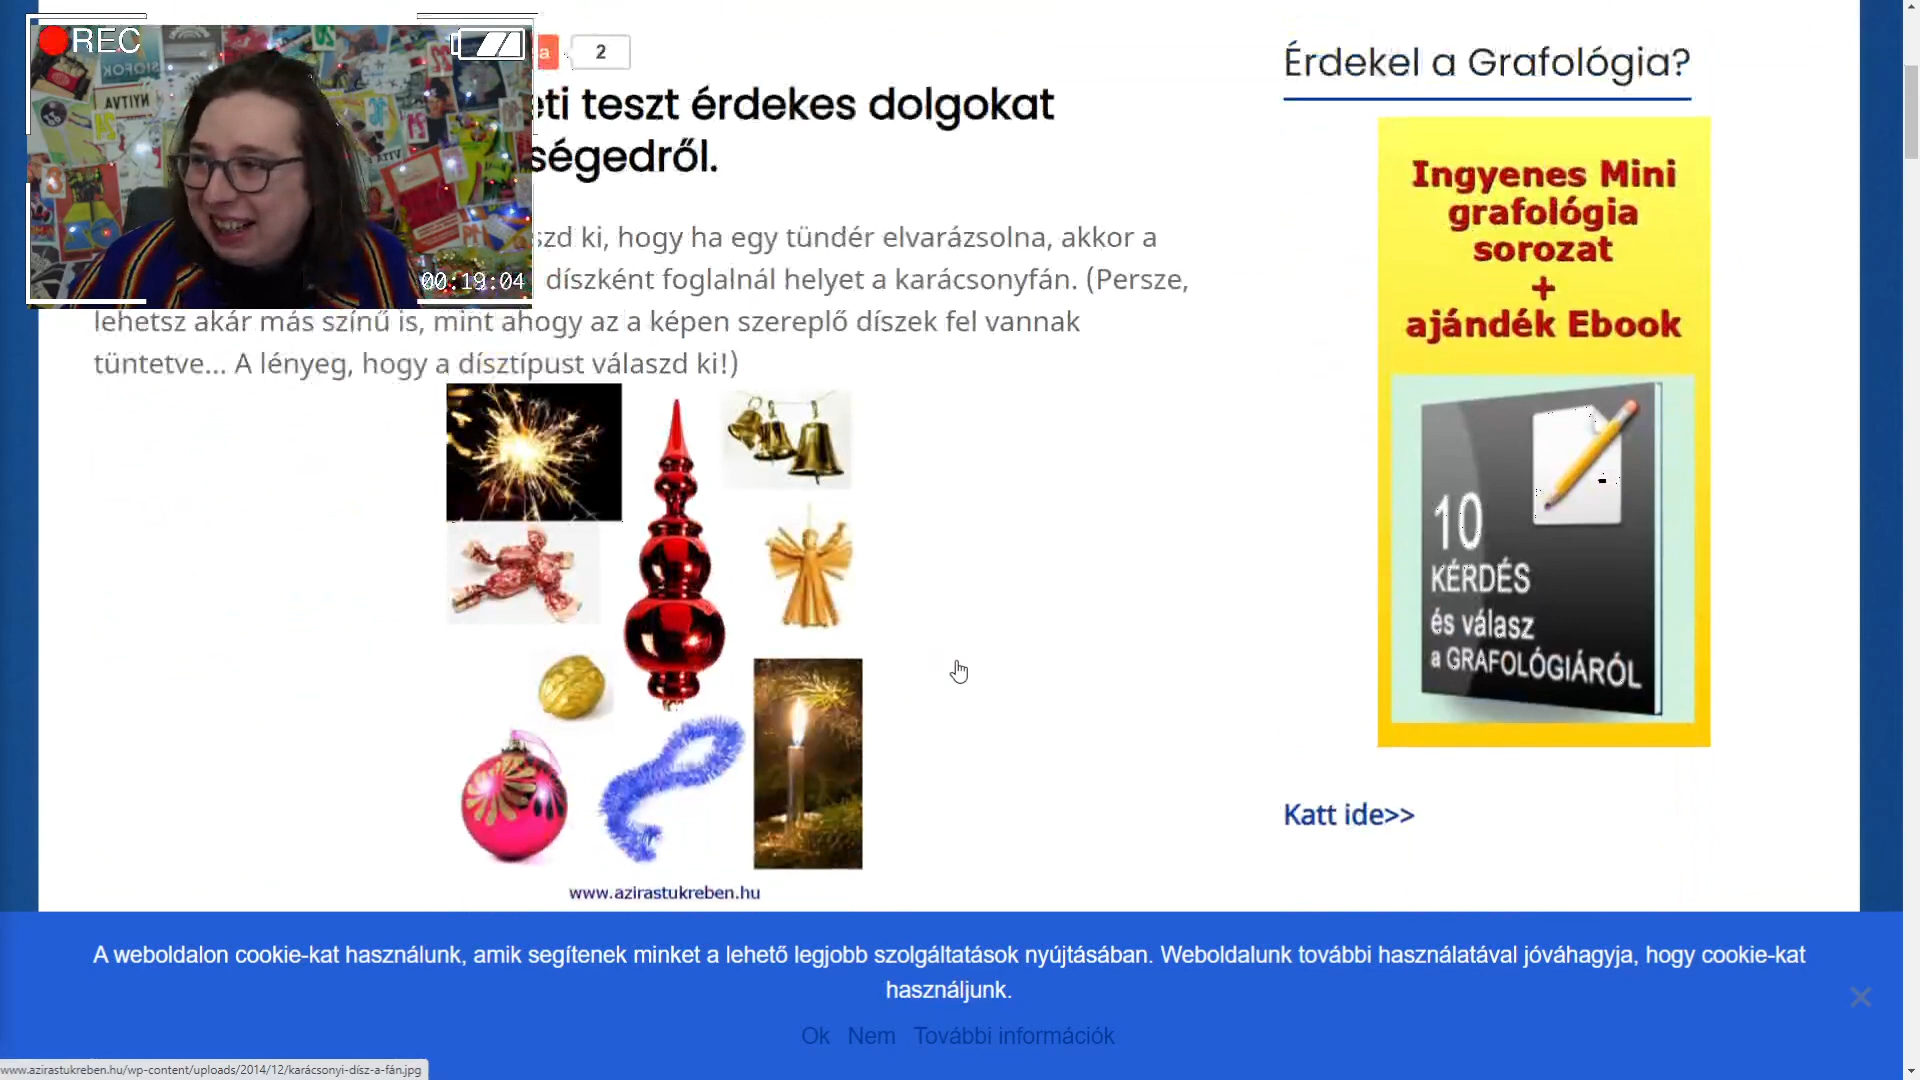 REC
a
2
eti teszt érdekes dolgokat
ségedről.
szd ki, hogy ha egy tündér elvarázsolna, akkor a
díszként foglalnál helyet a karácsonyfán. (Persze,
lehetsz akár más színű is, mint ahogy az a képen szereplő díszek fel vannak
tüntetve... A lényeg, hogy a dísztípust válaszd ki!)
00:19:04
www.azirastukreben.hu
Érdekel a Grafológia?
Ingyenes Mini
grafológia
sorozat
+
ajándék Ebook
10
KÉRDÉS
és válasz
a GRAFOLÓGIÁRÓL
Katt ide>>
A weboldalon cookie-kat használunk, amik segítenek minket a lehető legjobb szolgáltatások nyújtásában. Weboldalunk további használatával jóváhagyja, hogy cookie-kat
használjunk.
Ok Nem További információk
www.azirastukreben.hu/wp-content/uploads/2014/12/karácsonyi-dísz-a-fán.jpg